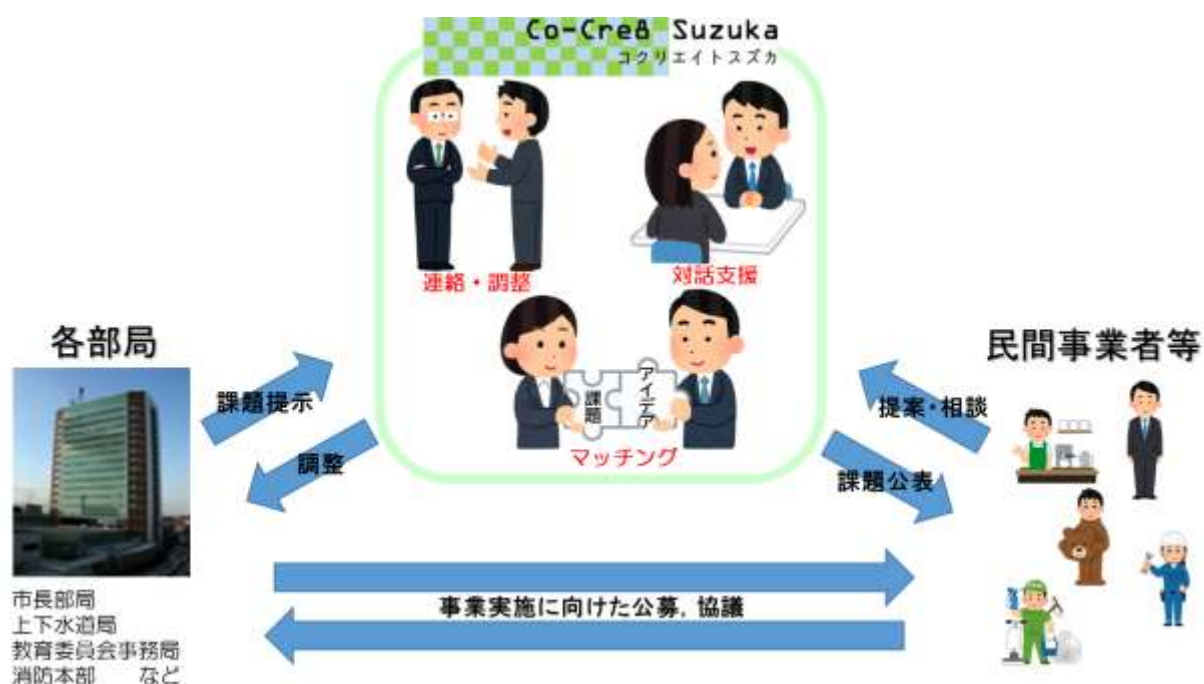 Co-Cre8 Suzuka
コクリエイトスズカ
連絡・調整
対話支援
課題
アイデア
マッチング
各部局
課題提示
調整
市長部局
上下水道局
教育委員会事務局
消防本部　　など
民間事業者等
提案・相談
課題公表
事業実施に向けた公募，協議